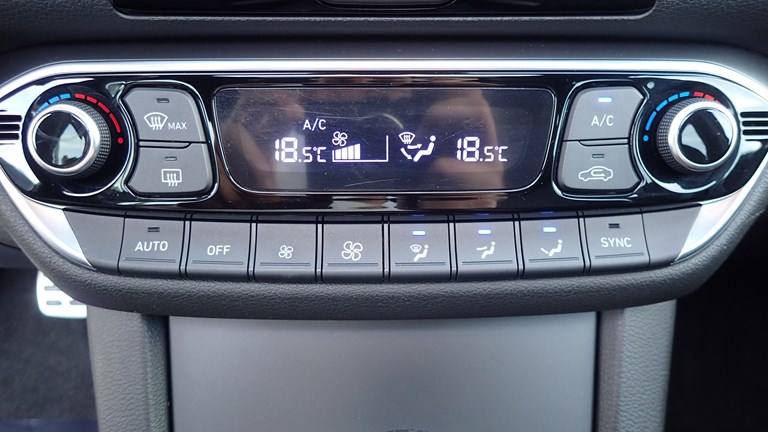 MAX
A/C
18.5°C
18.5°C
A/C
AUTO
OFF
SYNC